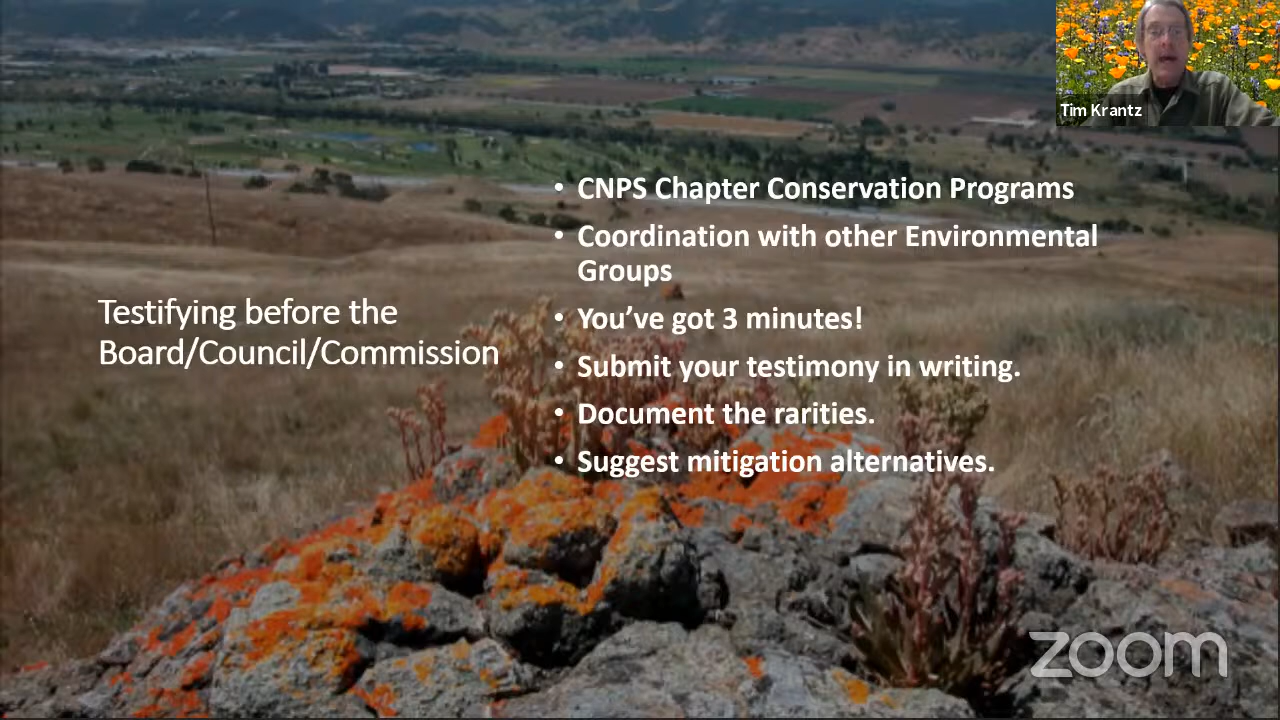 Tim Krantz
Testifying before the
Board/Council/Commission
• CNPS Chapter Conservation Programs
• Coordination with other Environmental
Groups
• You’ve got 3 minutes!
• Submit your testimony in writing.
• Document the rarities.
• Suggest mitigation alternatives.
zoom